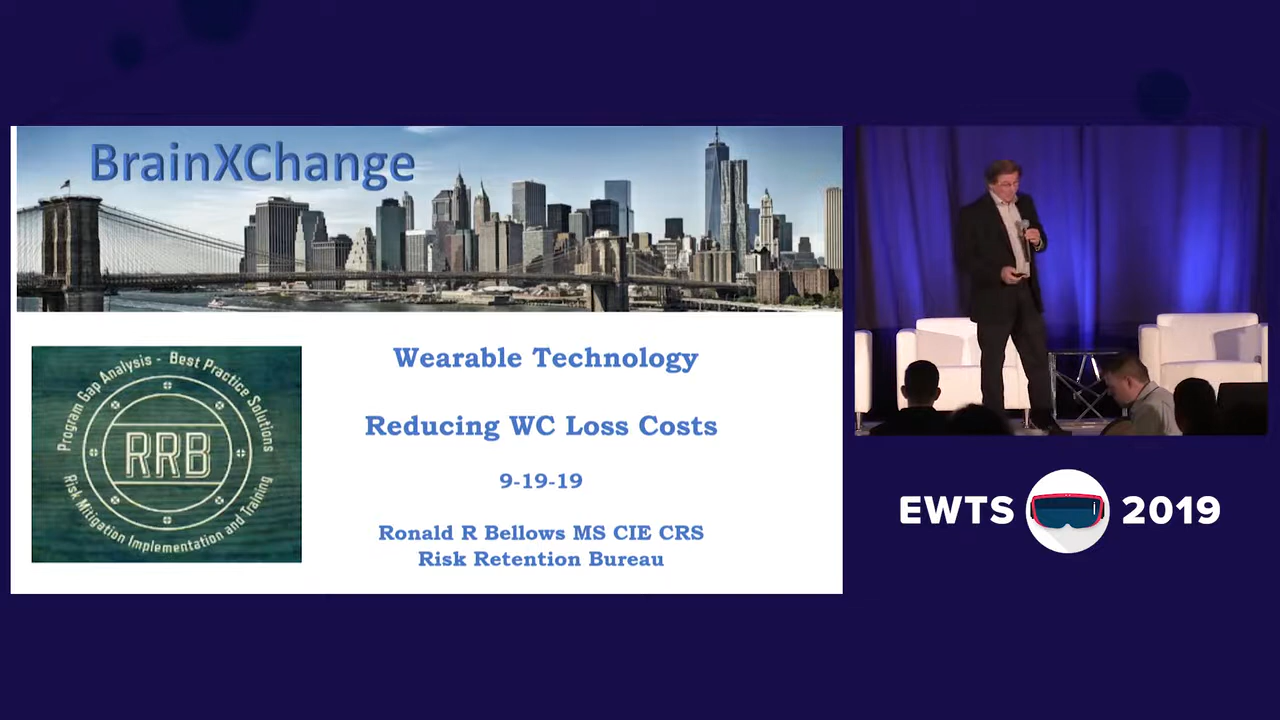 BrainXChange
Wearable Technology
Reducing WC Loss Costs
9-19-19
Ronald R Bellows MS CIE CRS
Risk Retention Bureau
Program Gap Analysis - Best Practice Solutions
RRB
Risk Mitigation Implementation and Training
EWTS 2019